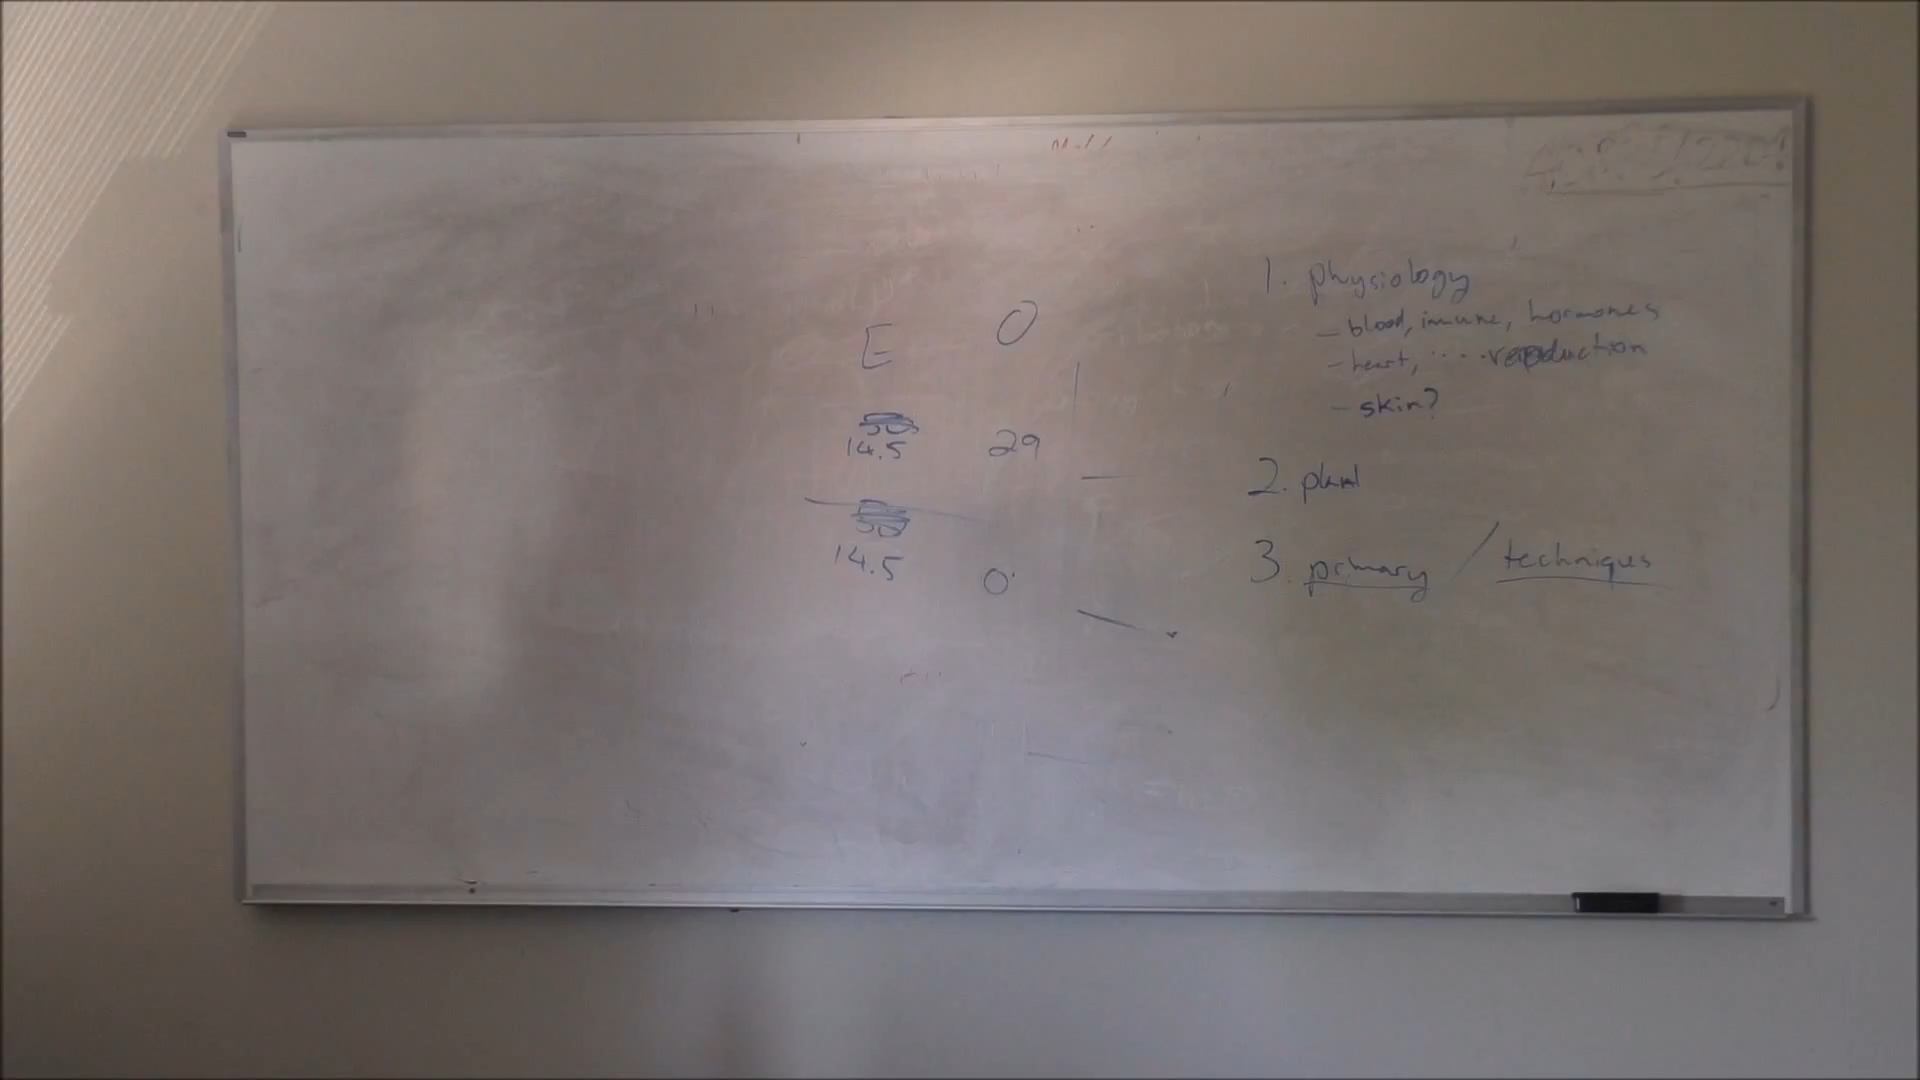 E O
14.5 29
14.5 0
1. physiology
- blood, immune, hormones
- heart, .... reproduction
- skin?
2. plant
3. primary / techniques